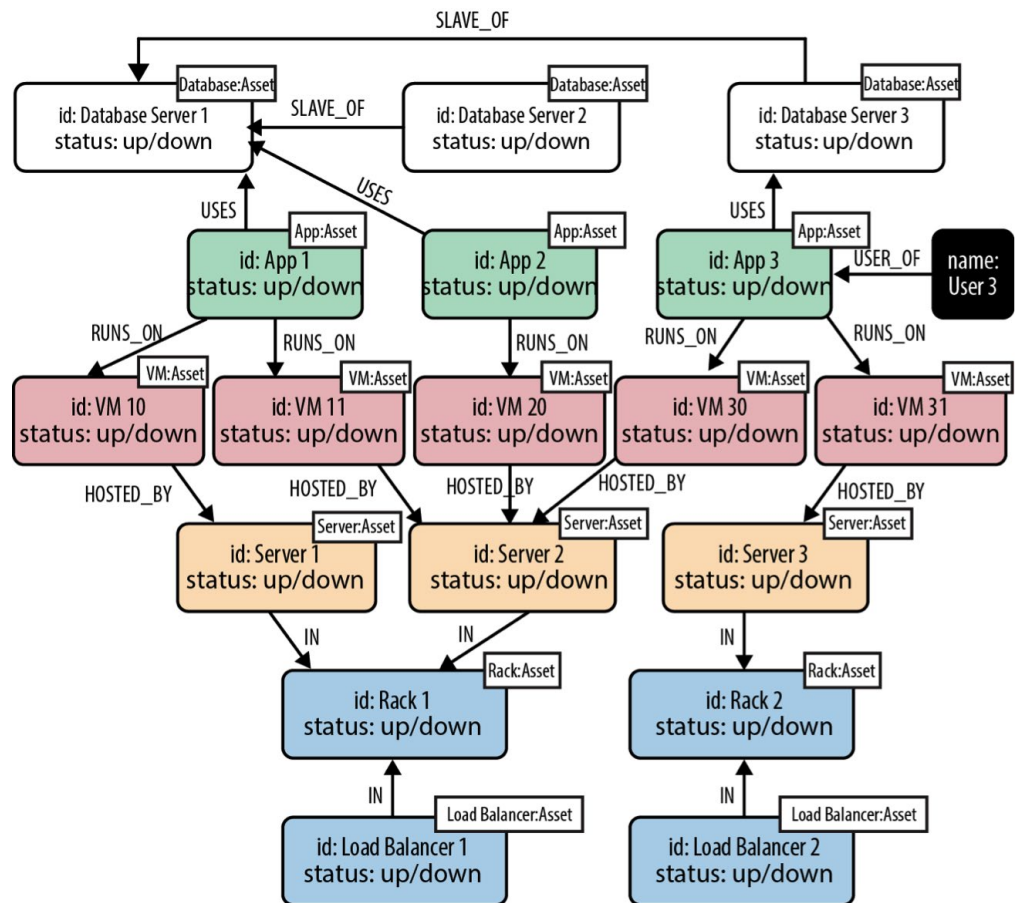 SLAVE_OF
Database:Asset
id: Database Server 1
status: up/down
SLAVE_OF
Database:Asset
id: Database Server 2
status: up/down
Database:Asset
id: Database Server 3
status: up/down
USES
USES
USES
App:Asset
id: App 1
status: up/down
App:Asset
id: App 2
status: up/down
App:Asset
id: App 3
status: up/down
USER_OF
name:
User 3
RUNS_ON
RUNS_ON
RUNS_ON
RUNS_ON
RUNS_ON
VM:Asset
id: VM 10
status: up/down
VM:Asset
id: VM 11
status: up/down
VM:Asset
id: VM 20
status: up/down
VM:Asset
id: VM 30
status: up/down
VM:Asset
id: VM 31
status: up/down
HOSTED_BY
HOSTED_BY
HOSTED_BY
HOSTED_BY
HOSTED_BY
Server:Asset
id: Server 1
status: up/down
Server:Asset
id: Server 2
status: up/down
Server:Asset
id: Server 3
status: up/down
IN
IN
IN
Rack:Asset
id: Rack 1
status: up/down
Rack:Asset
id: Rack 2
status: up/down
IN
IN
Load Balancer:Asset
id: Load Balancer 1
status: up/down
Load Balancer:Asset
id: Load Balancer 2
status: up/down